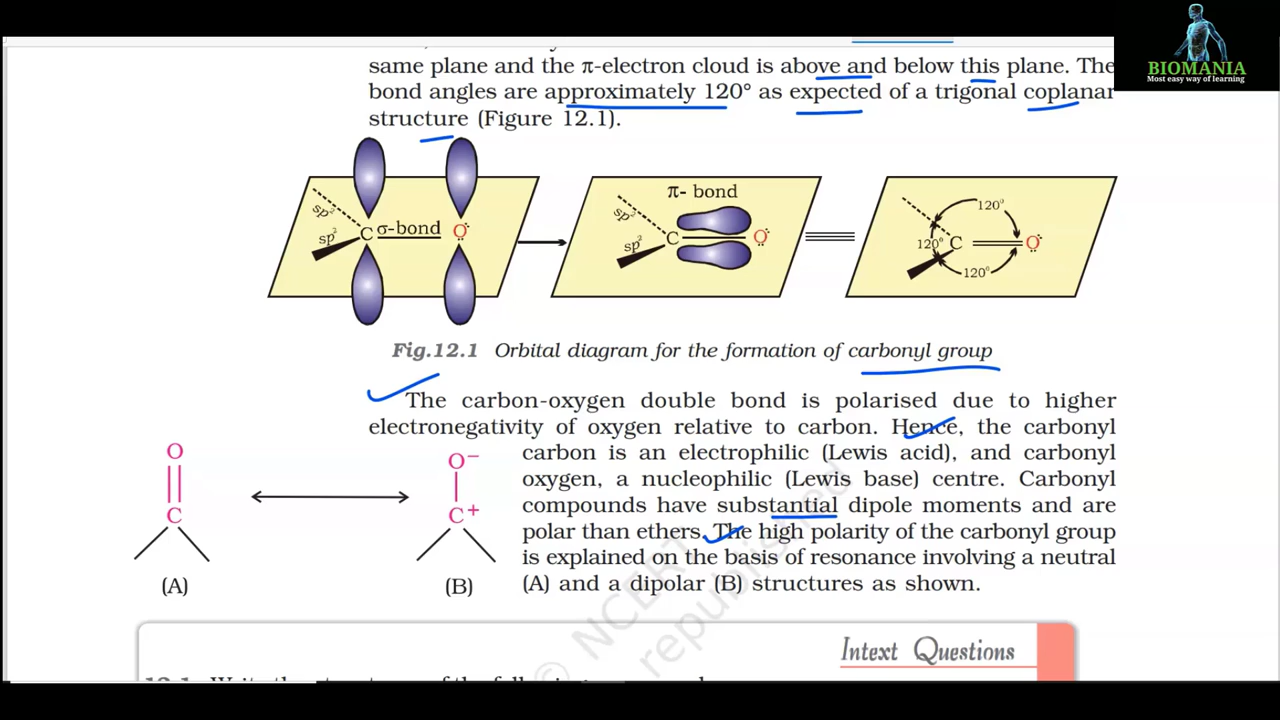 BIOMANIA
Most easy way of learning
same plane and the π-electron cloud is above and below this plane. The
bond angles are approximately 120° as expected of a trigonal coplanar
structure (Figure 12.1).
sp²
sp²
C σ-bond O
π- bond
sp²
sp²
C O
120°
120° C O
120°
Fig.12.1 Orbital diagram for the formation of carbonyl group
The carbon-oxygen double bond is polarised due to higher
electronegativity of oxygen relative to carbon. Hence, the carbonyl
carbon is an electrophilic (Lewis acid), and carbonyl
oxygen, a nucleophilic (Lewis base) centre. Carbonyl
compounds have substantial dipole moments and are
polar than ethers. The high polarity of the carbonyl group
is explained on the basis of resonance involving a neutral
(A) and a dipolar (B) structures as shown.
O
C
(A)
O−
C+
(B)
© NCERT
republished
Intext Questions